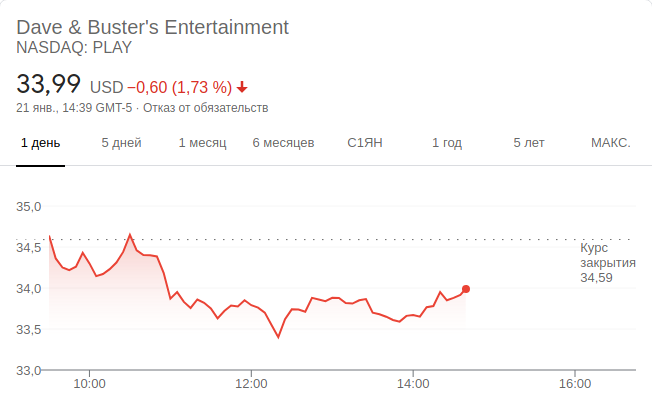 Dave & Buster's Entertainment
NASDAQ: PLAY
33,99 USD −0,60 (1,73 %)
21 янв., 14:39 GMT-5 · Отказ от обязательств
1 день 5 дней 1 месяц 6 месяцев С1ЯН 1 год 5 лет МАКС.
35,0
34,5
34,0
33,5
33,0
Курс
закрытия
34,59
10:00 12:00 14:00 16:00